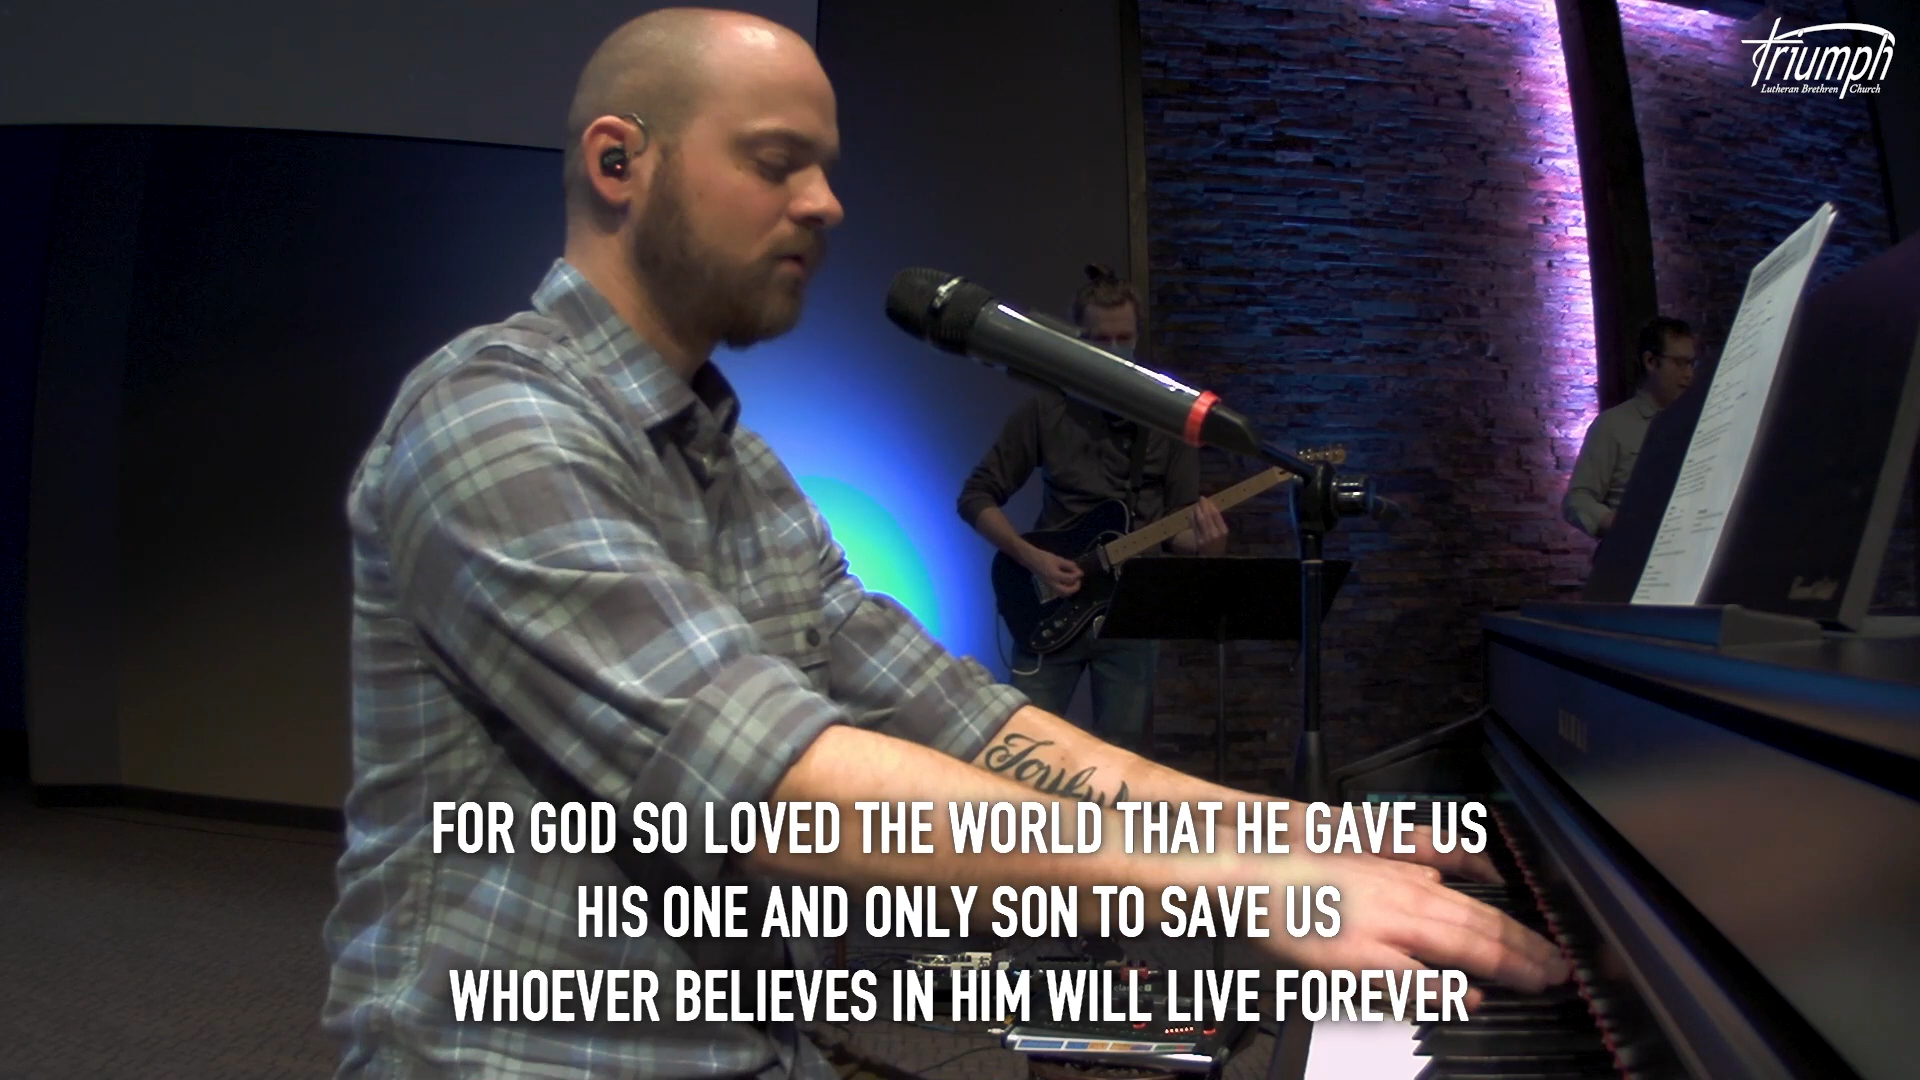 Triumph
Lutheran Brethren Church
Joyful
FOR GOD SO LOVED THE WORLD THAT HE GAVE US
HIS ONE AND ONLY SON TO SAVE US
WHOEVER BELIEVES IN HIM WILL LIVE FOREVER